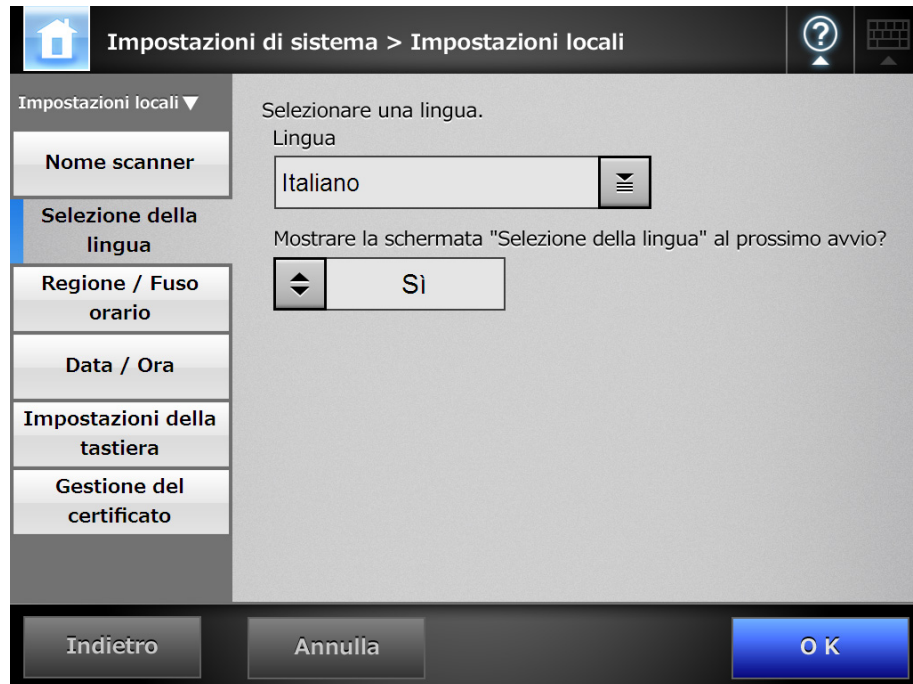 Impostazioni di sistema > Impostazioni locali
?
Impostazioni locali▼
Nome scanner
Selezione della
lingua
Regione / Fuso
orario
Data / Ora
Impostazioni della
tastiera
Gestione del
certificato
Selezionare una lingua.
Lingua
Italiano
Mostrare la schermata "Selezione della lingua" al prossimo avvio?
Sì
Indietro
Annulla
OK